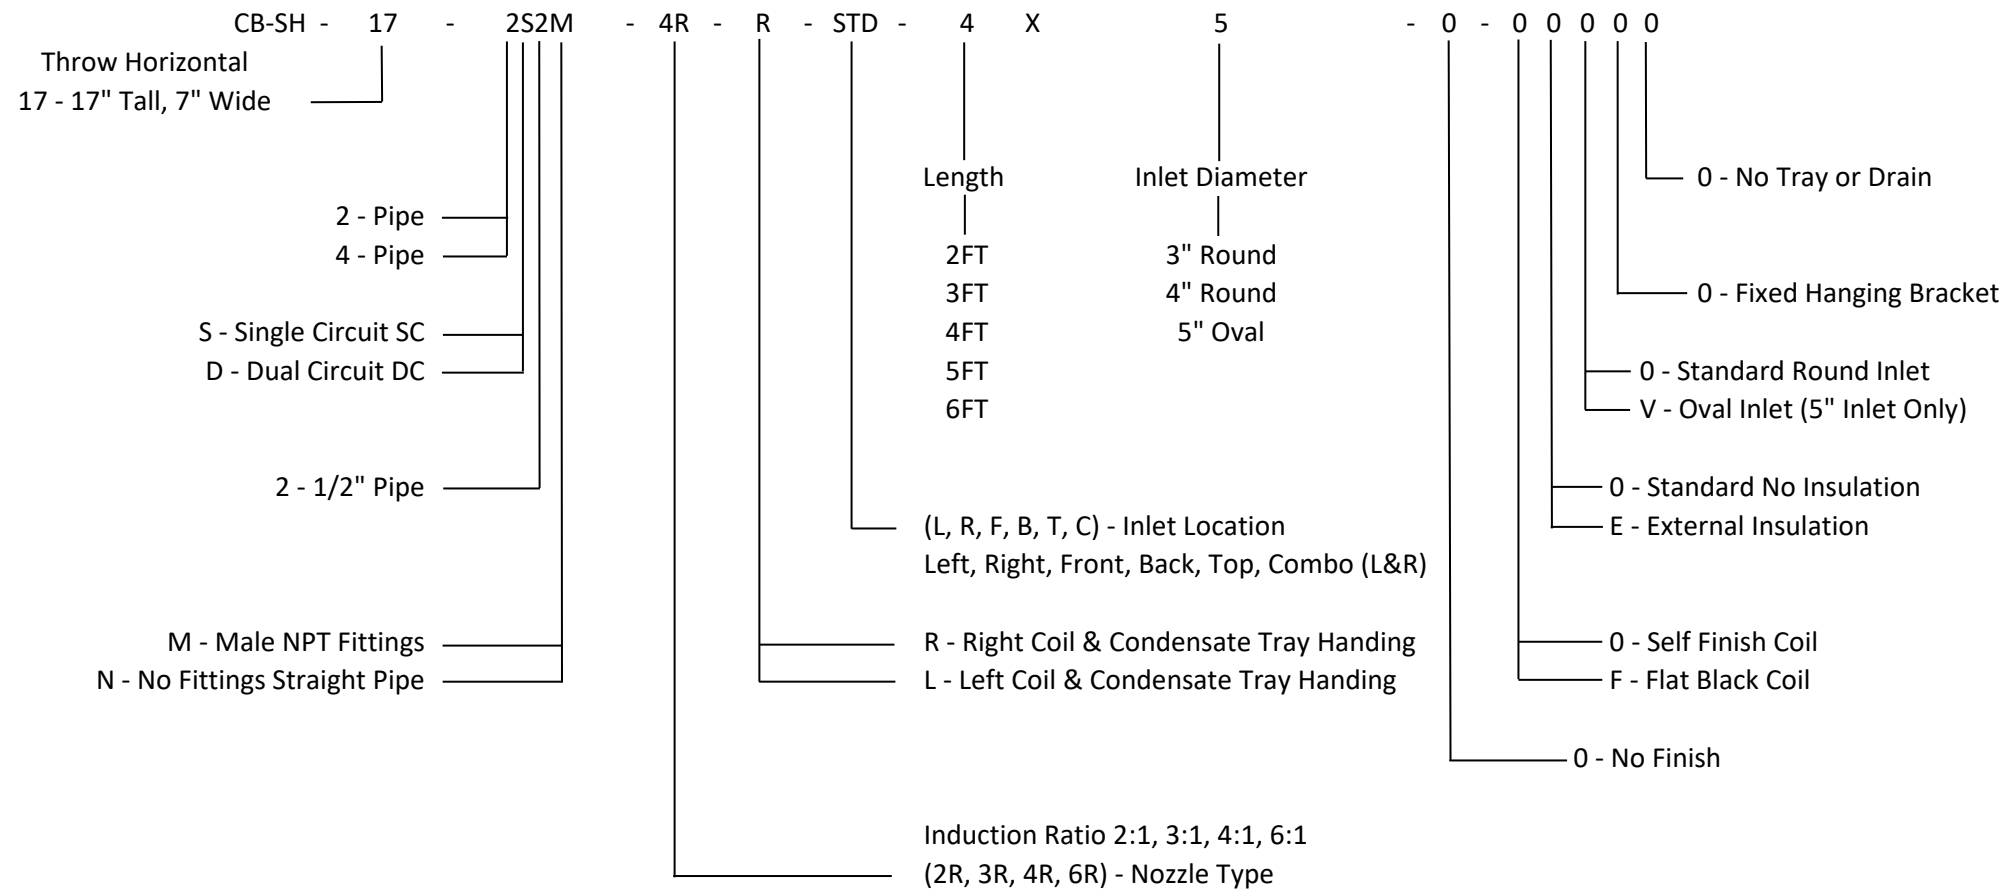 CB-SH - 17 - 2S2M - 4R - R - STD - 4 X 5 - 0 - 0 0 0 0 0
Throw Horizontal
17 - 17" Tall, 7" Wide
Length
Inlet Diameter
0 - No Tray or Drain
2 - Pipe
4 - Pipe
2FT
3" Round
3FT
4" Round
0 - Fixed Hanging Bracket
S - Single Circuit SC
4FT
5" Oval
D - Dual Circuit DC
5FT
0 - Standard Round Inlet
6FT
V - Oval Inlet (5" Inlet Only)
2 - 1/2" Pipe
0 - Standard No Insulation
(L, R, F, B, T, C) - Inlet Location
E - External Insulation
Left, Right, Front, Back, Top, Combo (L&R)
M - Male NPT Fittings
R - Right Coil & Condensate Tray Handing
0 - Self Finish Coil
N - No Fittings Straight Pipe
L - Left Coil & Condensate Tray Handing
F - Flat Black Coil
0 - No Finish
Induction Ratio 2:1, 3:1, 4:1, 6:1
(2R, 3R, 4R, 6R) - Nozzle Type